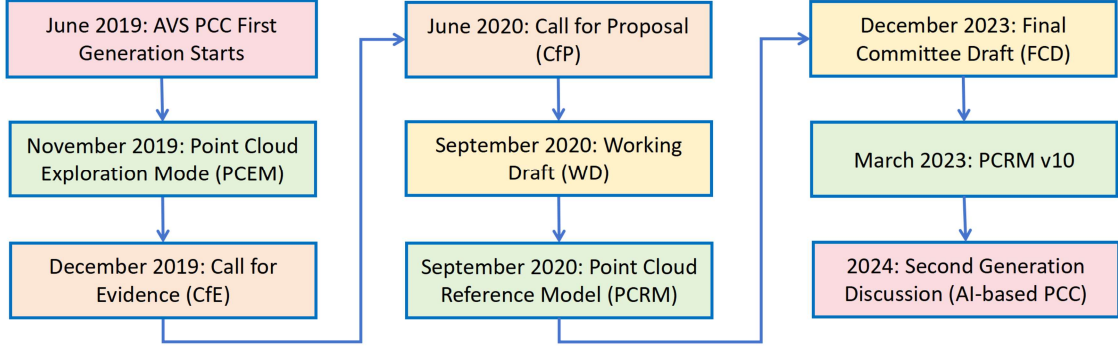 June 2019: AVS PCC First
Generation Starts
November 2019: Point Cloud
Exploration Mode (PCEM)
December 2019: Call for
Evidence (CfE)
June 2020: Call for Proposal
(CfP)
September 2020: Working
Draft (WD)
September 2020: Point Cloud
Reference Model (PCRM)
December 2023: Final
Committee Draft (FCD)
March 2023: PCRM v10
2024: Second Generation
Discussion (AI-based PCC)